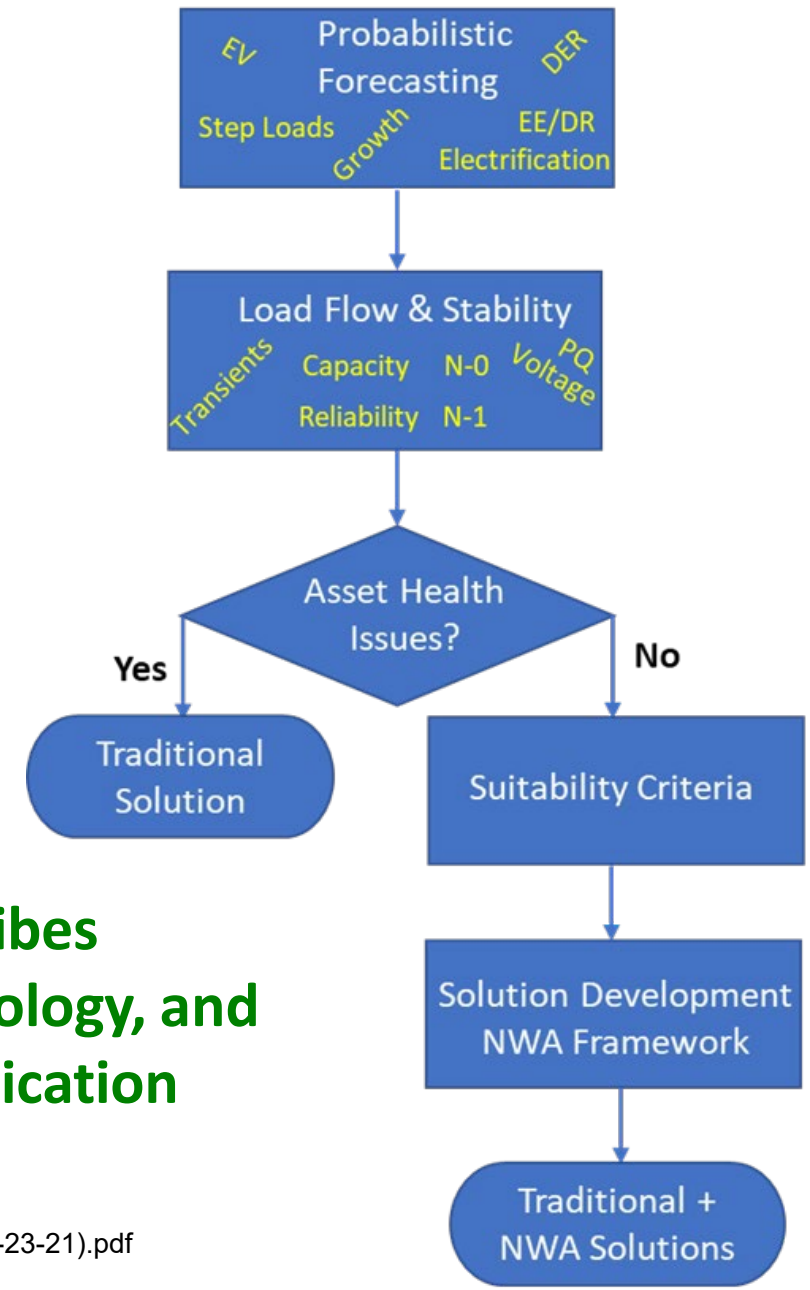 Probabilistic
Forecasting
EV
DER
Step Loads
Growth
EE/DR
Electrification
Load Flow & Stability
Transients
Capacity N-0
Reliability N-1
PQ
Voltage
Asset Health
Issues?
Yes
No
Traditional
Solution
Suitability Criteria
ibes
ology, and
ication
Solution Development
NWA Framework
-23-21).pdf
Traditional +
NWA Solutions